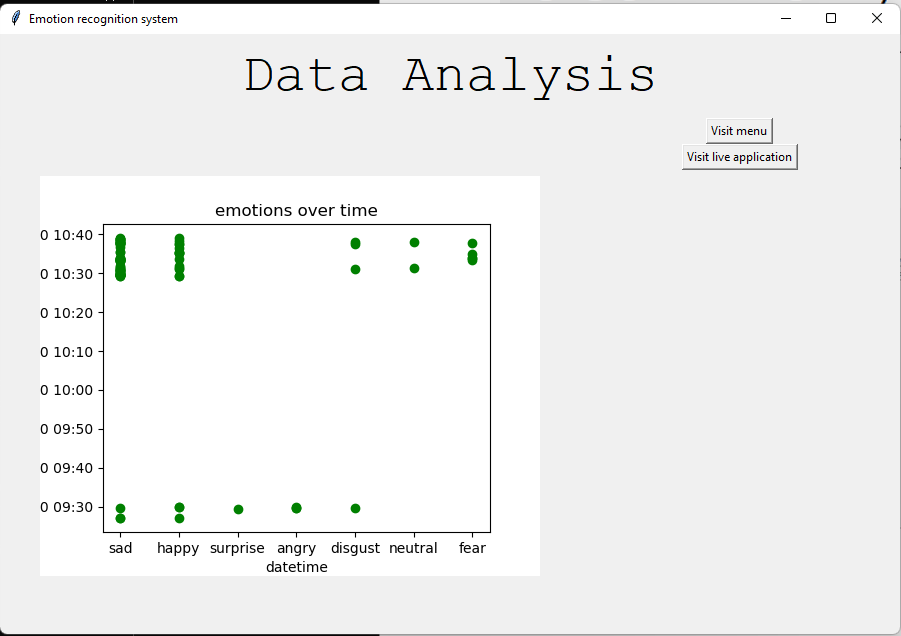 Emotion recognition system
Data Analysis
Visit menu
Visit live application
emotions over time
0 10:40
0 10:30
0 10:20
0 10:10
0 10:00
0 09:50
0 09:40
0 09:30
sad happy surprise angry disgust neutral fear
datetime